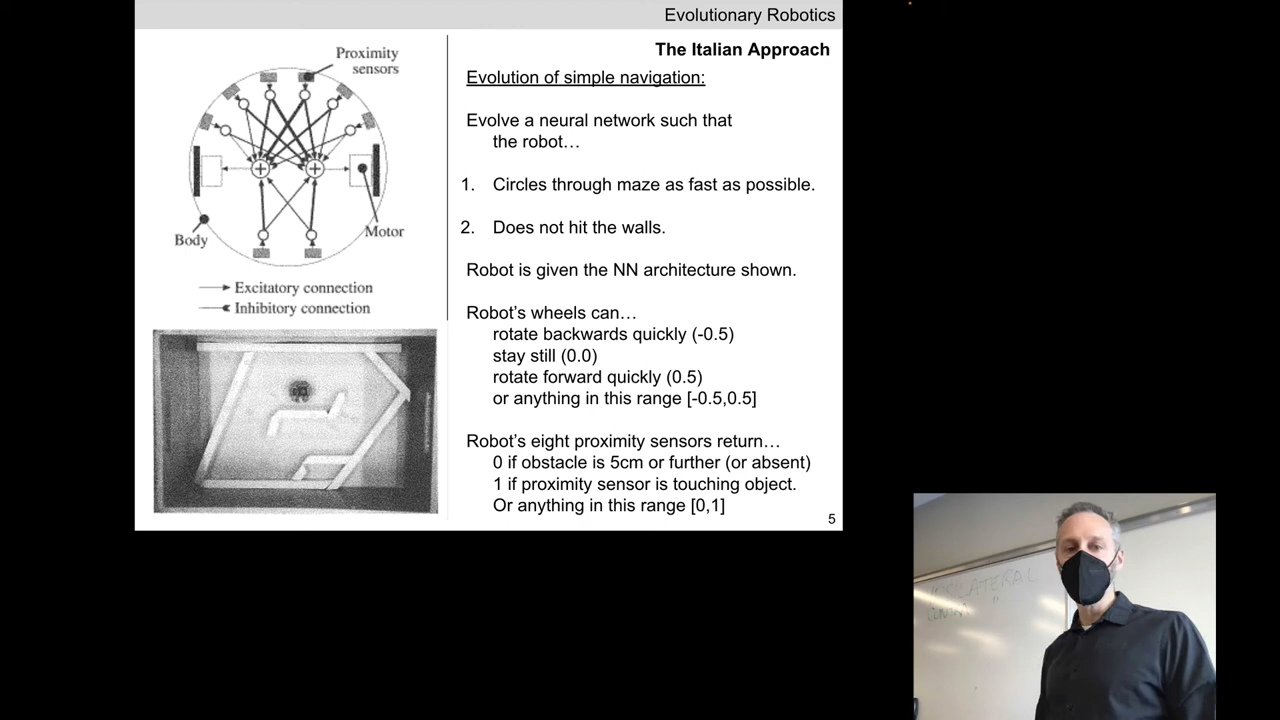 Evolutionary Robotics
The Italian Approach
Proximity
sensors
Body
Motor
Excitatory connection
Inhibitory connection
Evolution of simple navigation:
Evolve a neural network such that
the robot…
1. Circles through maze as fast as possible.
2. Does not hit the walls.
Robot is given the NN architecture shown.
Robot’s wheels can…
rotate backwards quickly (-0.5)
stay still (0.0)
rotate forward quickly (0.5)
or anything in this range [-0.5,0.5]
Robot’s eight proximity sensors return…
0 if obstacle is 5cm or further (or absent)
1 if proximity sensor is touching object.
Or anything in this range [0,1]
5